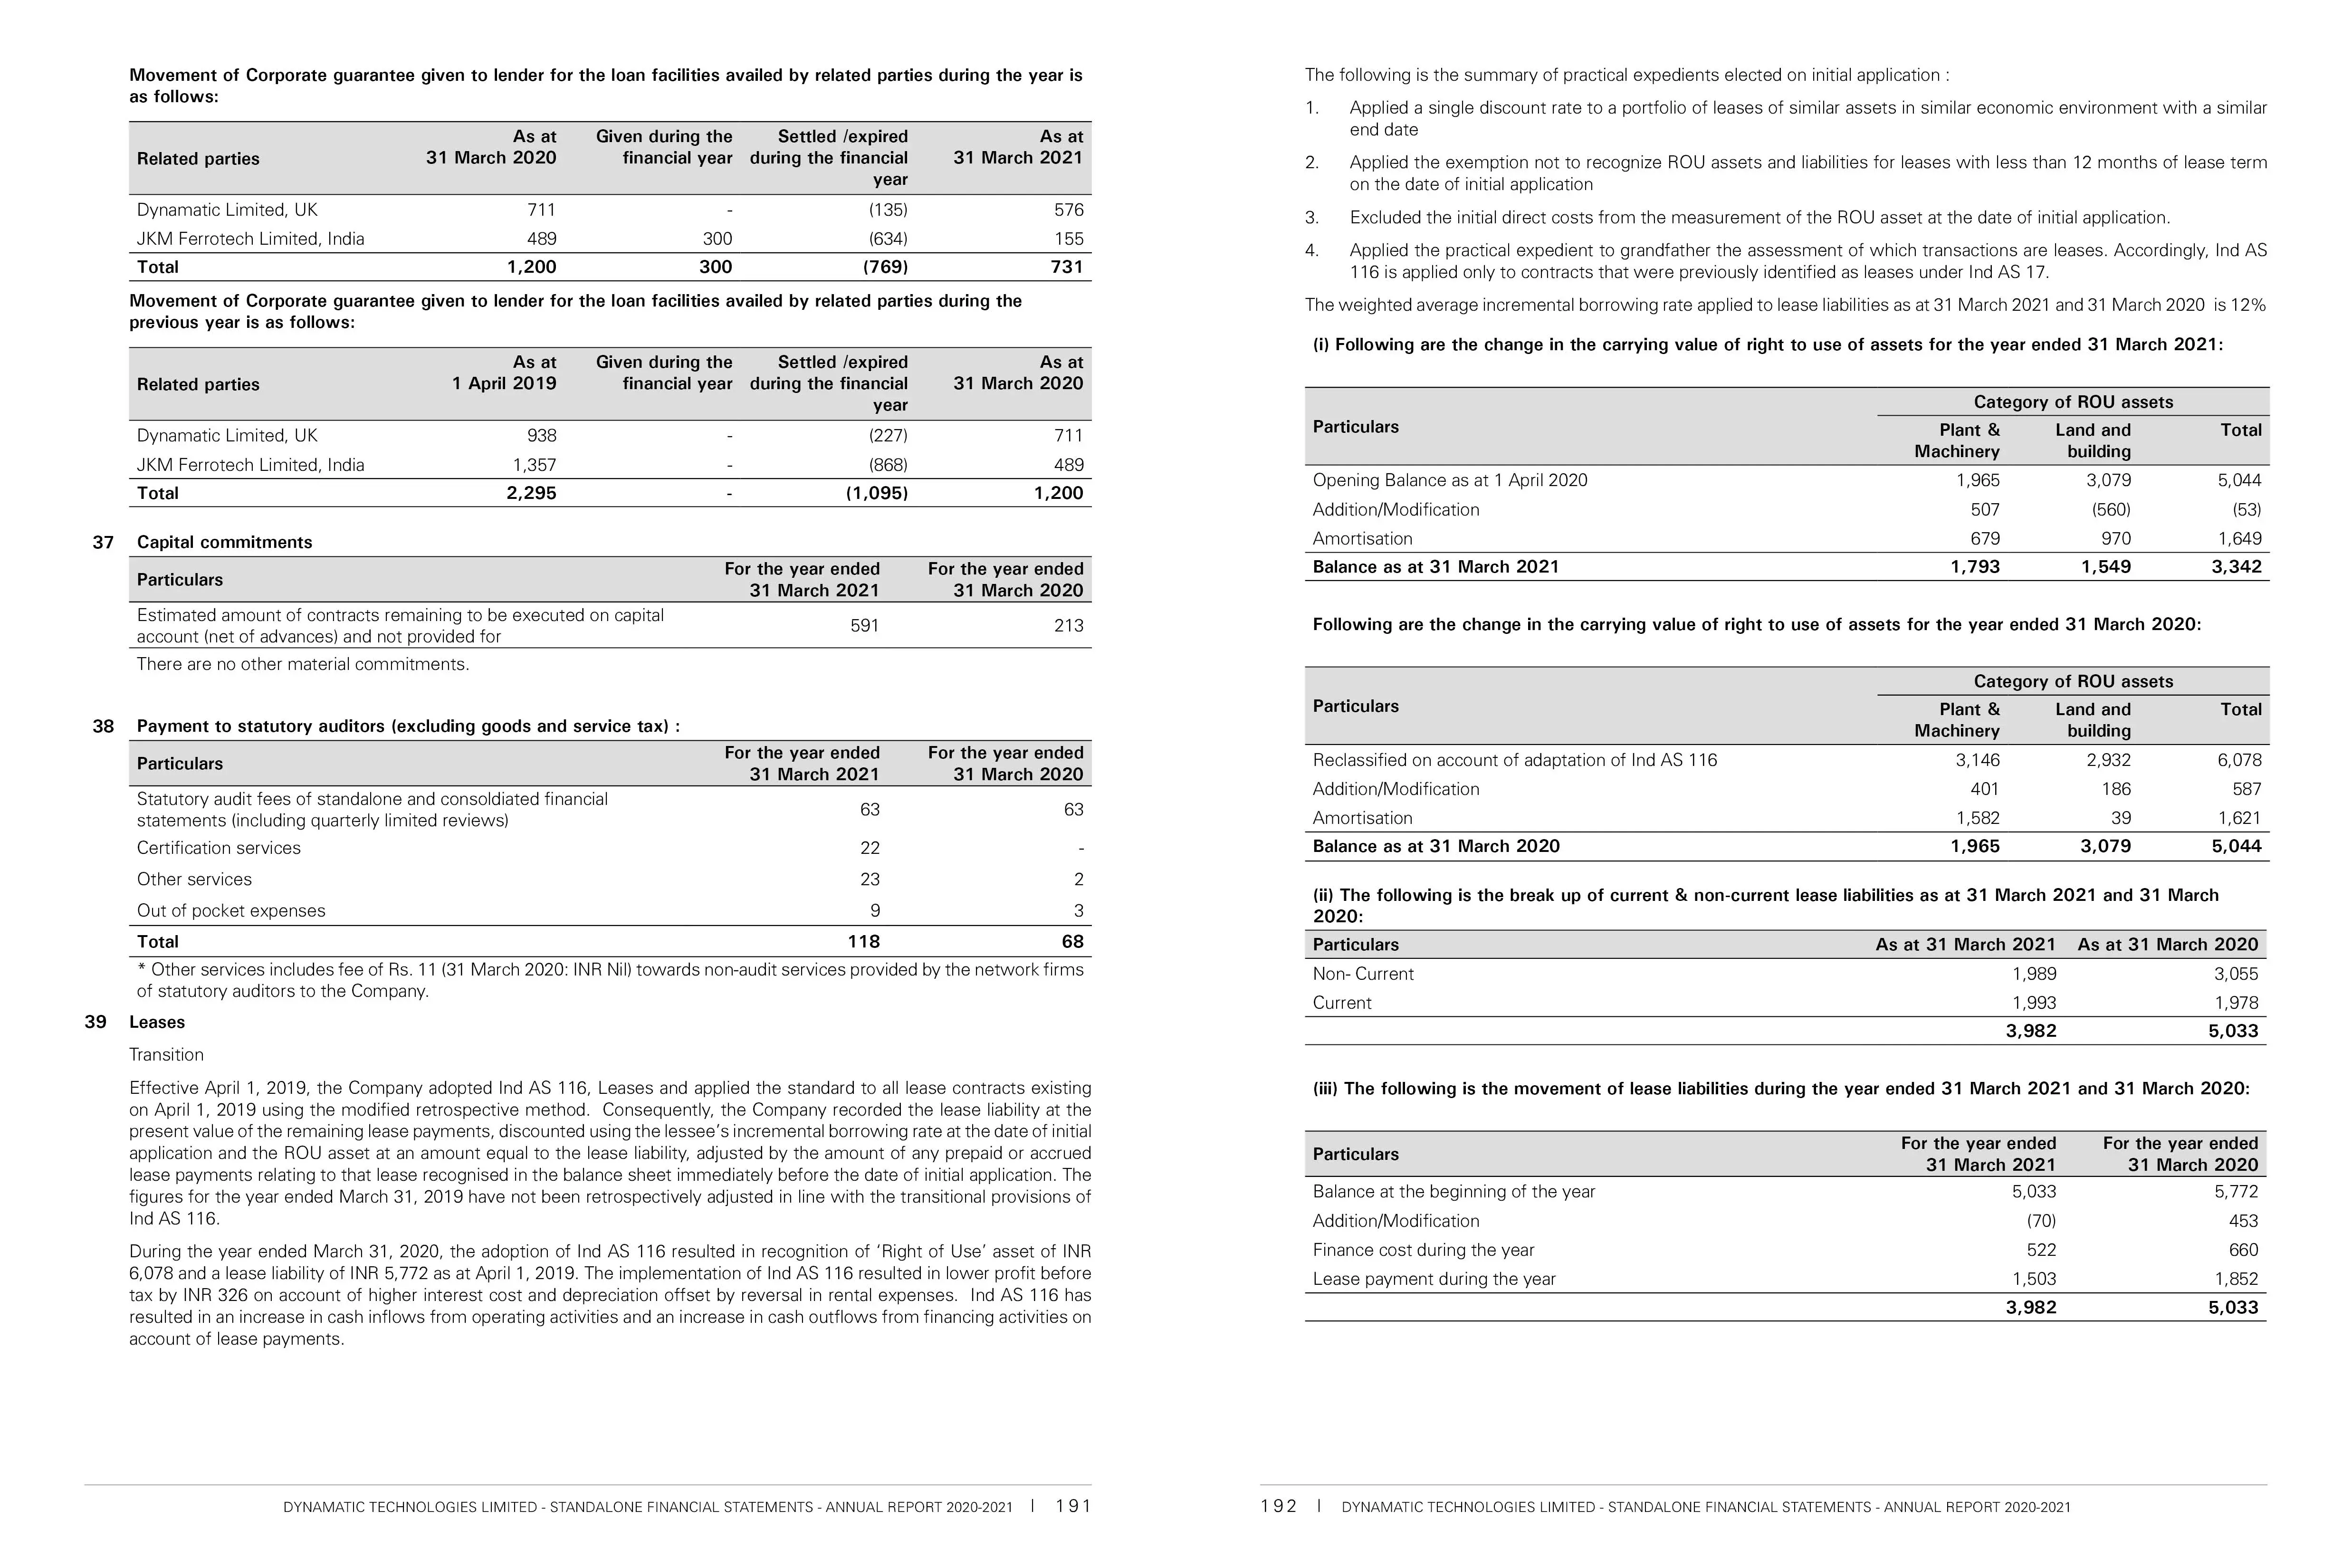 Movement of Corporate guarantee given to lender for the loan facilities availed by related parties during the year is
as follows:
Related parties As at 31 March 2020 Given during the financial year Settled /expired during the financial year As at 31 March 2021
Dynamatic Limited, UK 711 - (135) 576
JKM Ferrotech Limited, India 489 300 (634) 155
Total 1,200 300 (769) 731
Movement of Corporate guarantee given to lender for the loan facilities availed by related parties during the
previous year is as follows:
Related parties As at 1 April 2019 Given during the financial year Settled /expired during the financial year As at 31 March 2020
Dynamatic Limited, UK 938 - (227) 711
JKM Ferrotech Limited, India 1,357 - (868) 489
Total 2,295 - (1,095) 1,200
37 Capital commitments
Particulars For the year ended 31 March 2021 For the year ended 31 March 2020
Estimated amount of contracts remaining to be executed on capital
account (net of advances) and not provided for 591 213
There are no other material commitments.
38 Payment to statutory auditors (excluding goods and service tax) :
Particulars For the year ended 31 March 2021 For the year ended 31 March 2020
Statutory audit fees of standalone and consoldiated financial
statements (including quarterly limited reviews) 63 63
Certification services 22 -
Other services 23 2
Out of pocket expenses 9 3
Total 118 68
* Other services includes fee of Rs. 11 (31 March 2020: INR Nil) towards non-audit services provided by the network firms
of statutory auditors to the Company.
39 Leases
Transition
Effective April 1, 2019, the Company adopted Ind AS 116, Leases and applied the standard to all lease contracts existing
on April 1, 2019 using the modified retrospective method. Consequently, the Company recorded the lease liability at the
present value of the remaining lease payments, discounted using the lessee's incremental borrowing rate at the date of initial
application and the ROU asset at an amount equal to the lease liability, adjusted by the amount of any prepaid or accrued
lease payments relating to that lease recognised in the balance sheet immediately before the date of initial application. The
figures for the year ended March 31, 2019 have not been retrospectively adjusted in line with the transitional provisions of
Ind AS 116.
During the year ended March 31, 2020, the adoption of Ind AS 116 resulted in recognition of 'Right of Use' asset of INR
6,078 and a lease liability of INR 5,772 as at April 1, 2019. The implementation of Ind AS 116 resulted in lower profit before
tax by INR 326 on account of higher interest cost and depreciation offset by reversal in rental expenses. Ind AS 116 has
resulted in an increase in cash inflows from operating activities and an increase in cash outflows from financing activities on
account of lease payments.
DYNAMATIC TECHNOLOGIES LIMITED - STANDALONE FINANCIAL STATEMENTS - ANNUAL REPORT 2020-2021 | 191
The following is the summary of practical expedients elected on initial application :
1. Applied a single discount rate to a portfolio of leases of similar assets in similar economic environment with a similar
end date
2. Applied the exemption not to recognize ROU assets and liabilities for leases with less than 12 months of lease term
on the date of initial application
3. Excluded the initial direct costs from the measurement of the ROU asset at the date of initial application.
4. Applied the practical expedient to grandfather the assessment of which transactions are leases. Accordingly, Ind AS
116 is applied only to contracts that were previously identified as leases under Ind AS 17.
The weighted average incremental borrowing rate applied to lease liabilities as at 31 March 2021 and 31 March 2020 is 12%
(i) Following are the change in the carrying value of right to use of assets for the year ended 31 March 2021:
Category of ROU assets
Particulars Plant & Machinery Land and building Total
Opening Balance as at 1 April 2020 1,965 3,079 5,044
Addition/Modification 507 (560) (53)
Amortisation 679 970 1,649
Balance as at 31 March 2021 1,793 1,549 3,342
Following are the change in the carrying value of right to use of assets for the year ended 31 March 2020:
Category of ROU assets
Particulars Plant & Machinery Land and building Total
Reclassified on account of adaptation of Ind AS 116 3,146 2,932 6,078
Addition/Modification 401 186 587
Amortisation 1,582 39 1,621
Balance as at 31 March 2020 1,965 3,079 5,044
(ii) The following is the break up of current & non-current lease liabilities as at 31 March 2021 and 31 March
2020:
Particulars As at 31 March 2021 As at 31 March 2020
Non- Current 1,989 3,055
Current 1,993 1,978
3,982 5,033
(iii) The following is the movement of lease liabilities during the year ended 31 March 2021 and 31 March 2020:
Particulars For the year ended 31 March 2021 For the year ended 31 March 2020
Balance at the beginning of the year 5,033 5,772
Addition/Modification (70) 453
Finance cost during the year 522 660
Lease payment during the year 1,503 1,852
3,982 5,033
192 | DYNAMATIC TECHNOLOGIES LIMITED - STANDALONE FINANCIAL STATEMENTS - ANNUAL REPORT 2020-2021